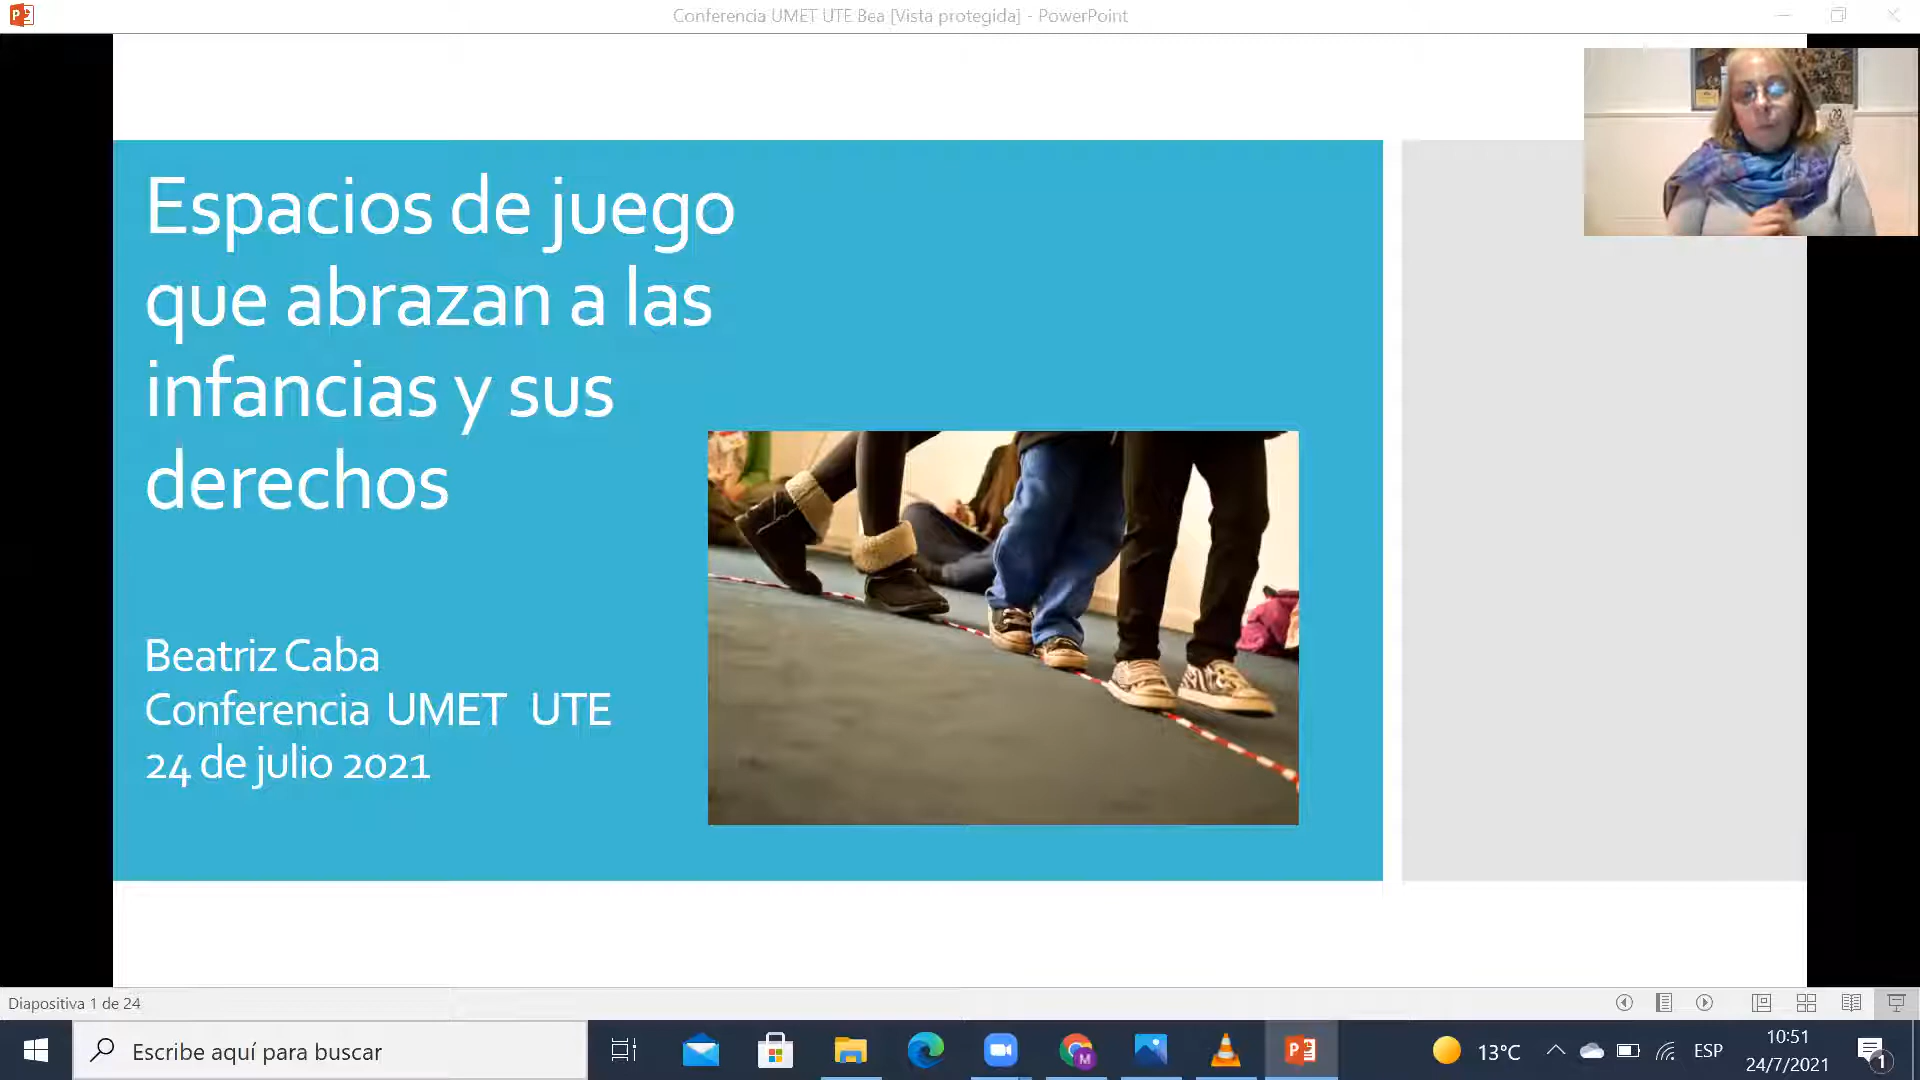 Conferencia UMET UTE Bea [Vista protegida] - PowerPoint
Espacios de juego
que abrazan a las
infancias y sus
derechos
Beatriz Caba
Conferencia UMET UTE
24 de julio 2021
Diapositiva 1 de 24
Escribe aquí para buscar
13°C
ESP
10:51
24/7/2021
1